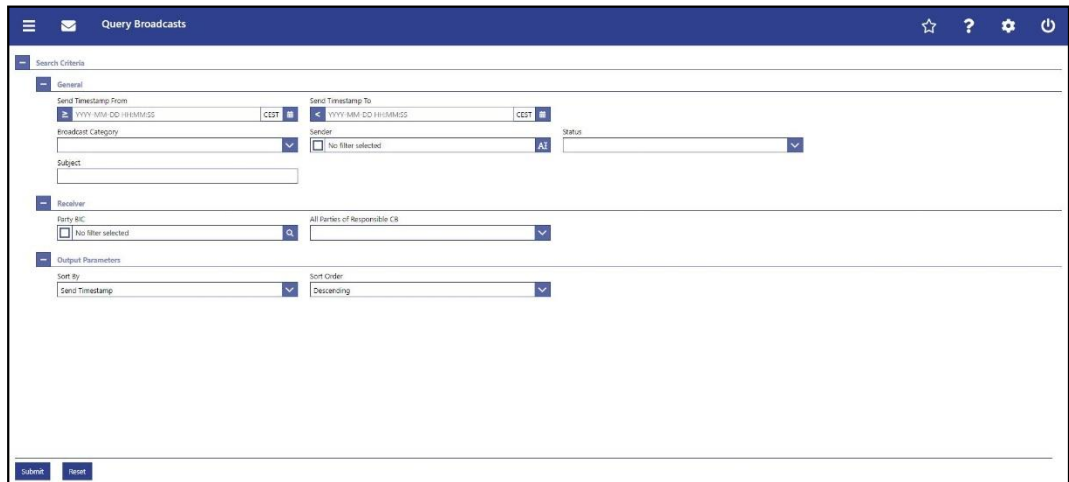 Query Broadcasts
Search Criteria
General
Send Timestamp From Send Timestamp To
≥ YYYY-MM-DD HH:MM:SS CEST < YYYY-MM-DD HH:MM:SS CEST
Broadcast Category Sender Status
No filter selected
Subject
Receiver
Party BIC All Parties of Responsible CB
No filter selected
Output Parameters
Sort By Sort Order
Send Timestamp Descending
Submit Reset